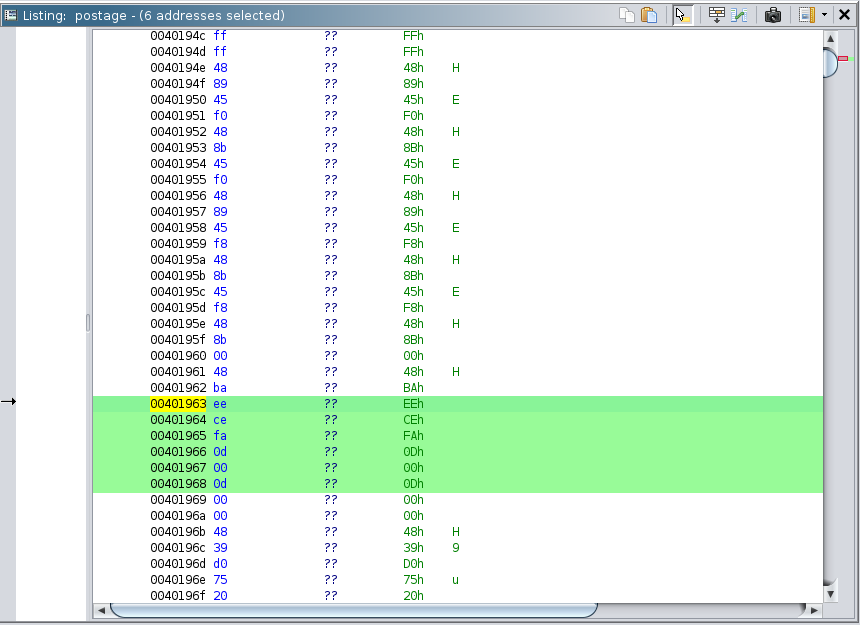 Listing: postage - (6 addresses selected)
0040194c ff ?? FFh
0040194d ff ?? FFh
0040194e 48 ?? 48h H
0040194f 89 ?? 89h
00401950 45 ?? 45h E
00401951 f0 ?? F0h
00401952 48 ?? 48h H
00401953 8b ?? 8Bh
00401954 45 ?? 45h E
00401955 f0 ?? F0h
00401956 48 ?? 48h H
00401957 89 ?? 89h
00401958 45 ?? 45h E
00401959 f8 ?? F8h
0040195a 48 ?? 48h H
0040195b 8b ?? 8Bh
0040195c 45 ?? 45h E
0040195d f8 ?? F8h
0040195e 48 ?? 48h H
0040195f 8b ?? 8Bh
00401960 00 ?? 00h
00401961 48 ?? 48h H
00401962 ba ?? BAh
00401963 ee ?? EEh
00401964 ce ?? CEh
00401965 fa ?? FAh
00401966 0d ?? 0Dh
00401967 00 ?? 00h
00401968 0d ?? 0Dh
00401969 00 ?? 00h
0040196a 00 ?? 00h
0040196b 48 ?? 48h H
0040196c 39 ?? 39h 9
0040196d d0 ?? D0h
0040196e 75 ?? 75h u
0040196f 20 ?? 20h